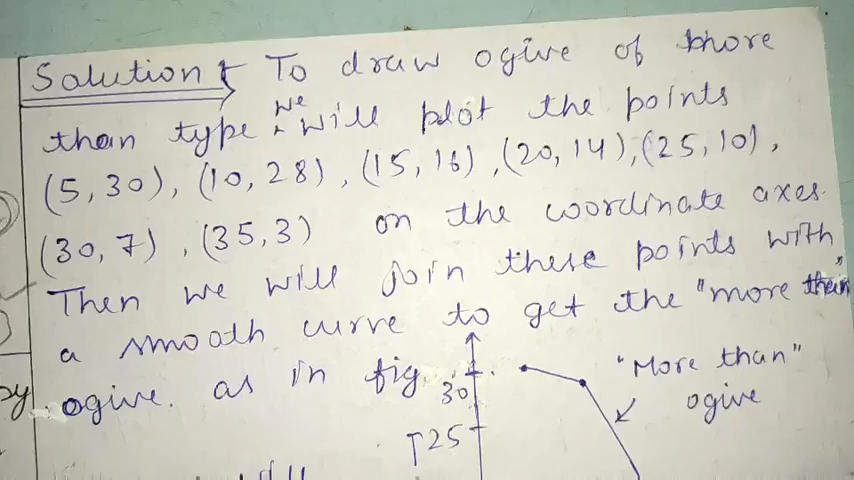 Solution To draw ogive of more
than type we will plot the points
(5, 30), (10, 28), (15, 16), (20, 14), (25, 10),
(30, 7), (35, 3) on the coordinate axes.
Then we will join these points with
a smooth curve to get the "more than"
ogive. as in fig.
"More than"
ogive
30
25